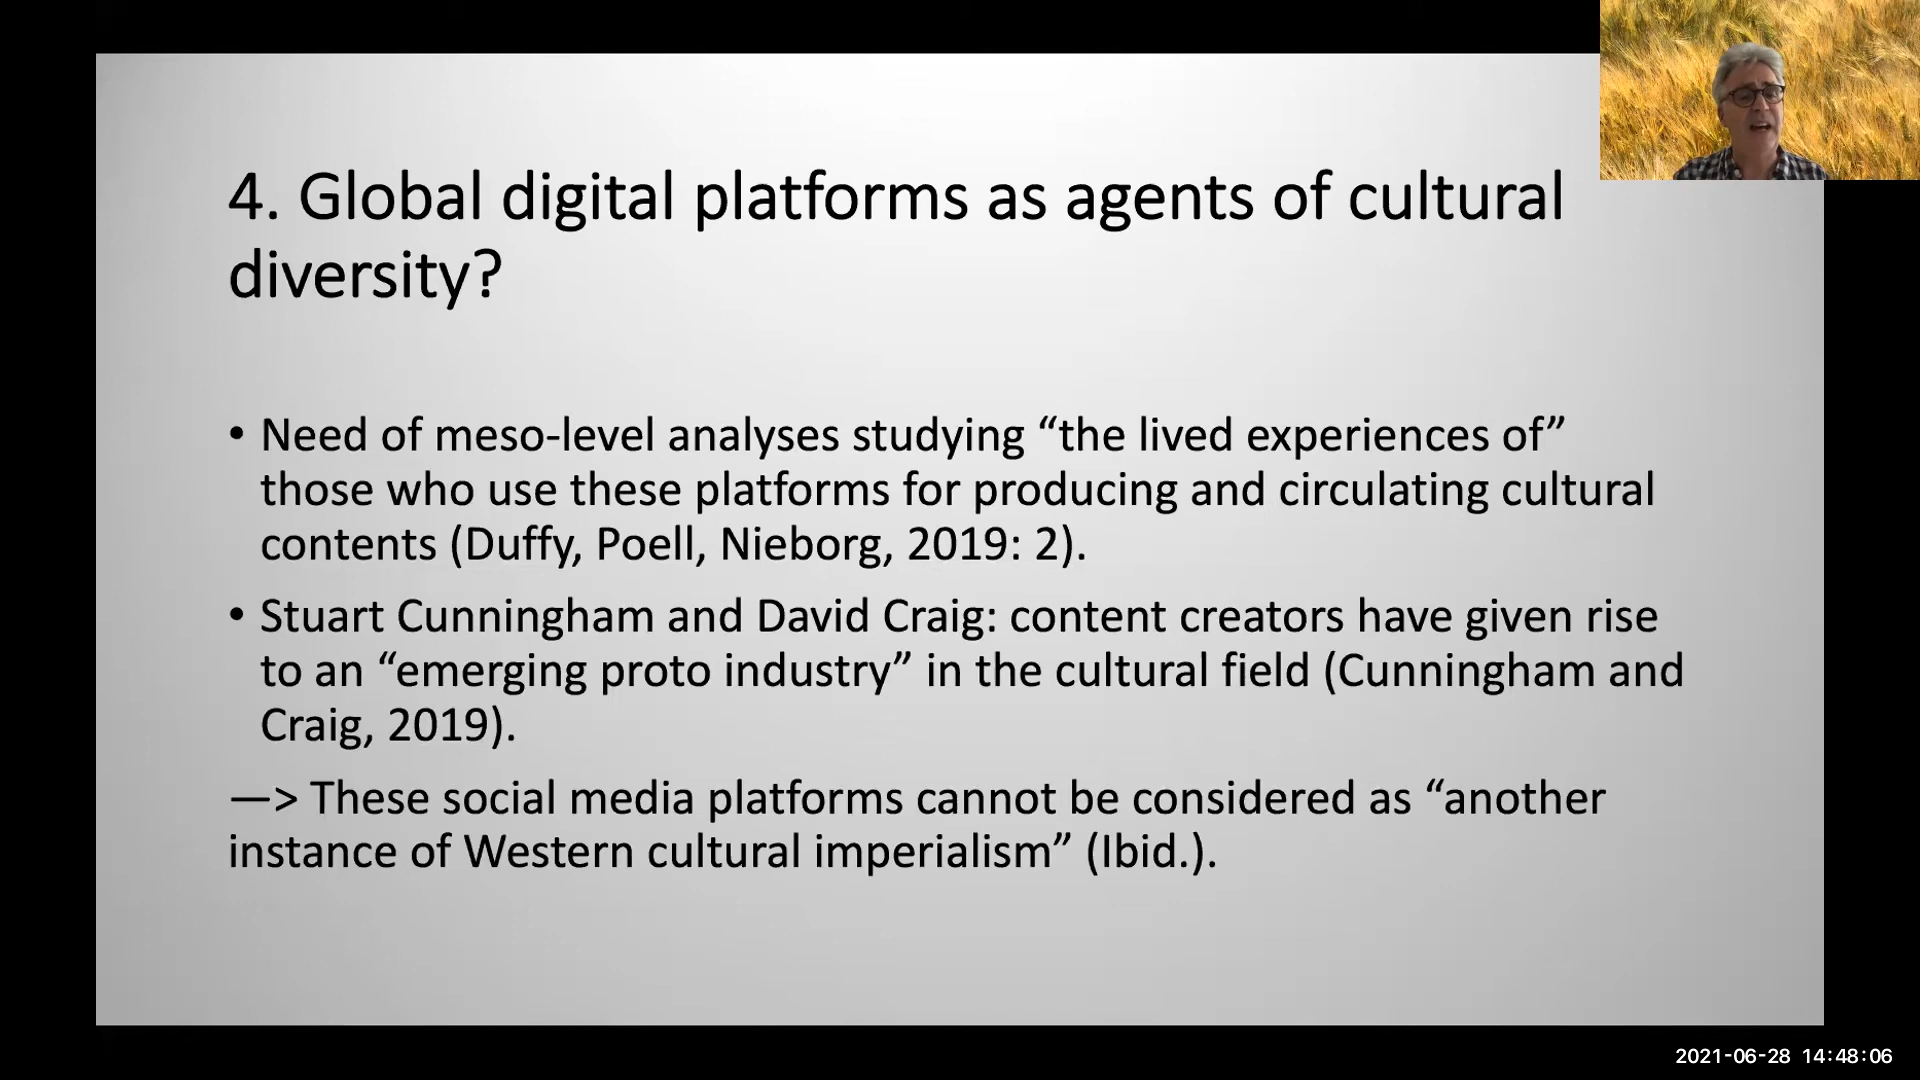 4. Global digital platforms as agents of cultural
diversity?
• Need of meso-level analyses studying “the lived experiences of”
those who use these platforms for producing and circulating cultural
contents (Duffy, Poell, Nieborg, 2019: 2).
• Stuart Cunningham and David Craig: content creators have given rise
to an “emerging proto industry” in the cultural field (Cunningham and
Craig, 2019).
—> These social media platforms cannot be considered as “another
instance of Western cultural imperialism” (Ibid.).
2021-06-28 14:48:06